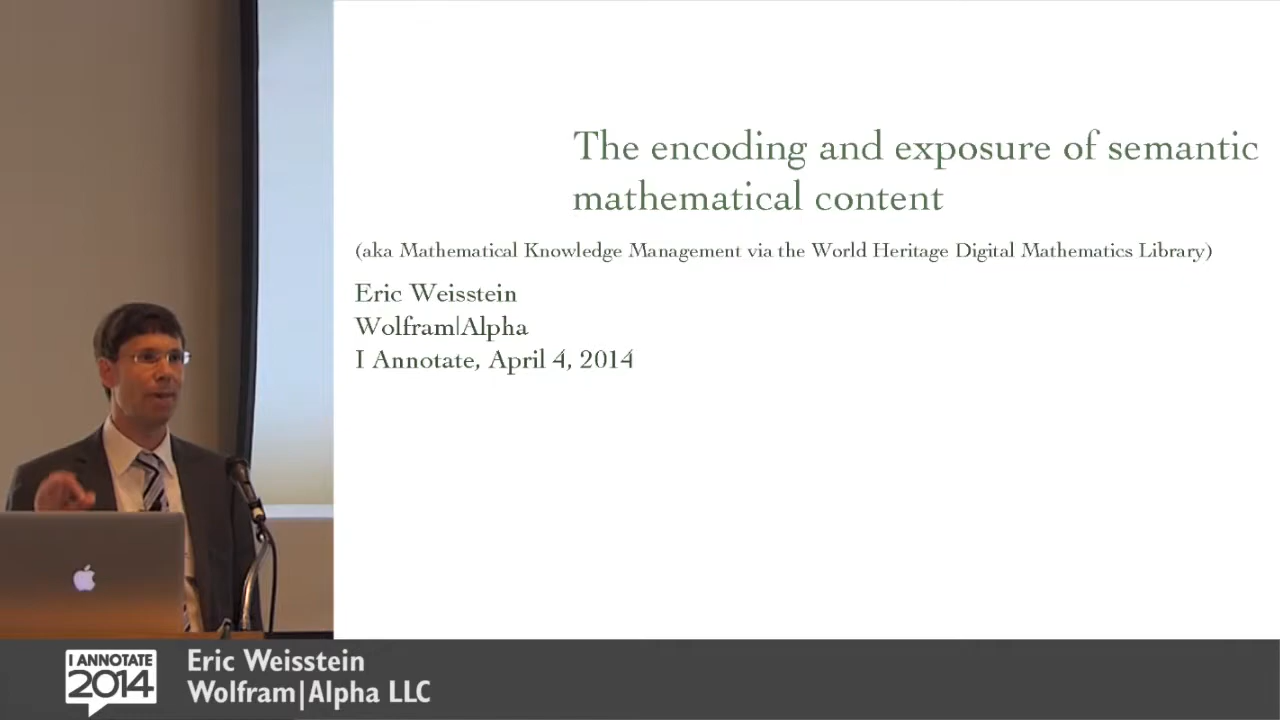 The encoding and exposure of semantic
mathematical content
(aka Mathematical Knowledge Management via the World Heritage Digital Mathematics Library)
Eric Weisstein
Wolfram|Alpha
I Annotate, April 4, 2014
I ANNOTATE
2014
Eric Weisstein
Wolfram|Alpha LLC